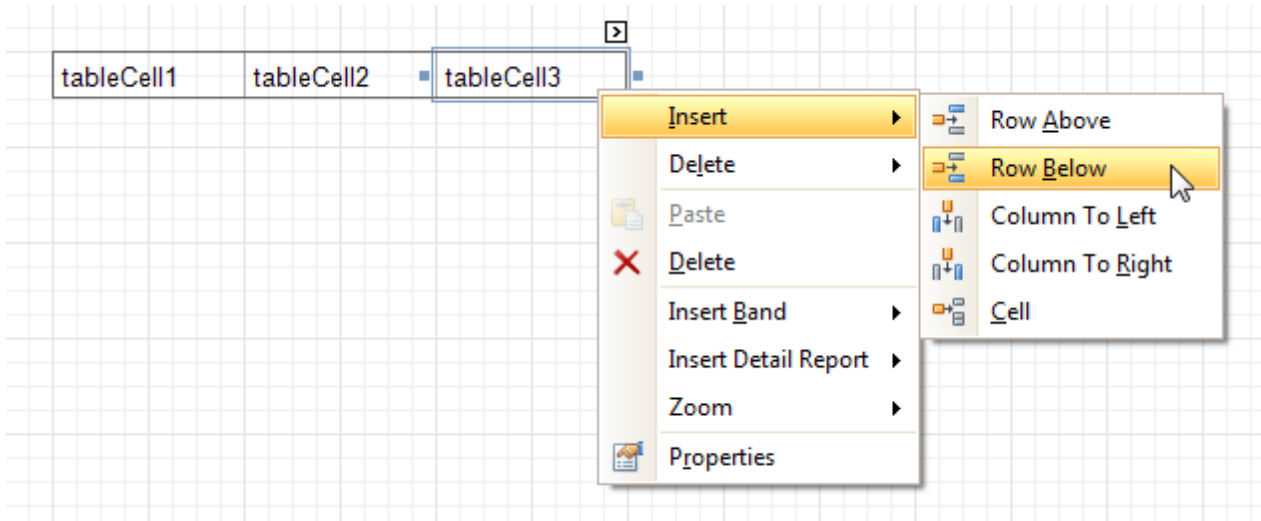 tableCell1 tableCell2 tableCell3
Insert
Delete
Paste
Delete
Insert Band
Insert Detail Report
Zoom
Properties
Row Above
Row Below
Column To Left
Column To Right
Cell